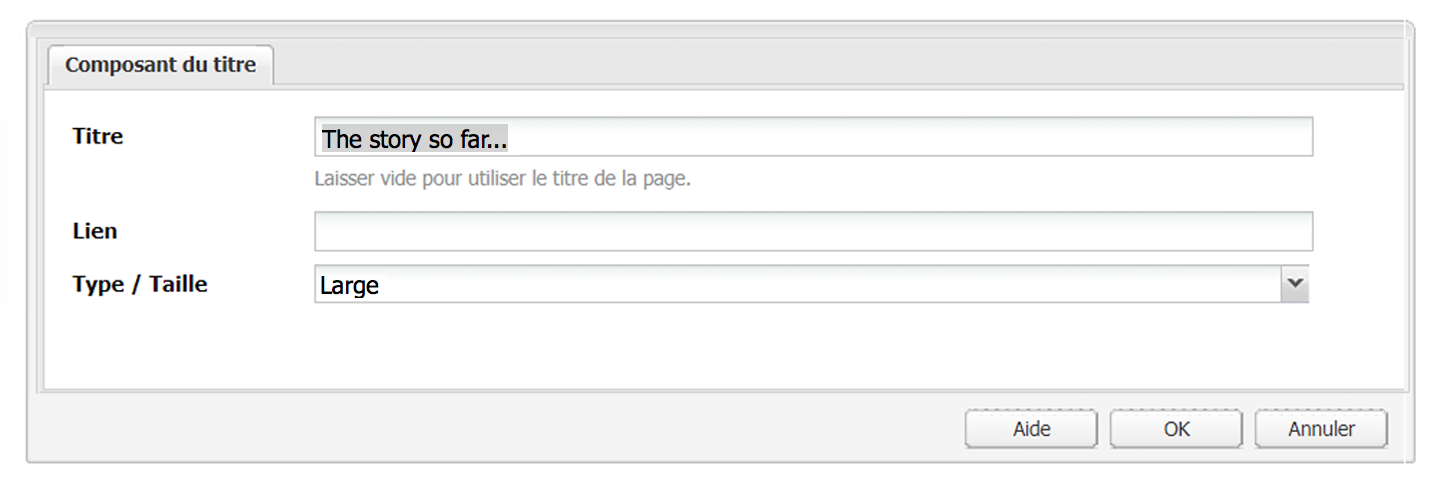 Composant du titre
Titre The story so far...
Laisser vide pour utiliser le titre de la page.
Lien
Type / Taille Large
Aide OK Annuler